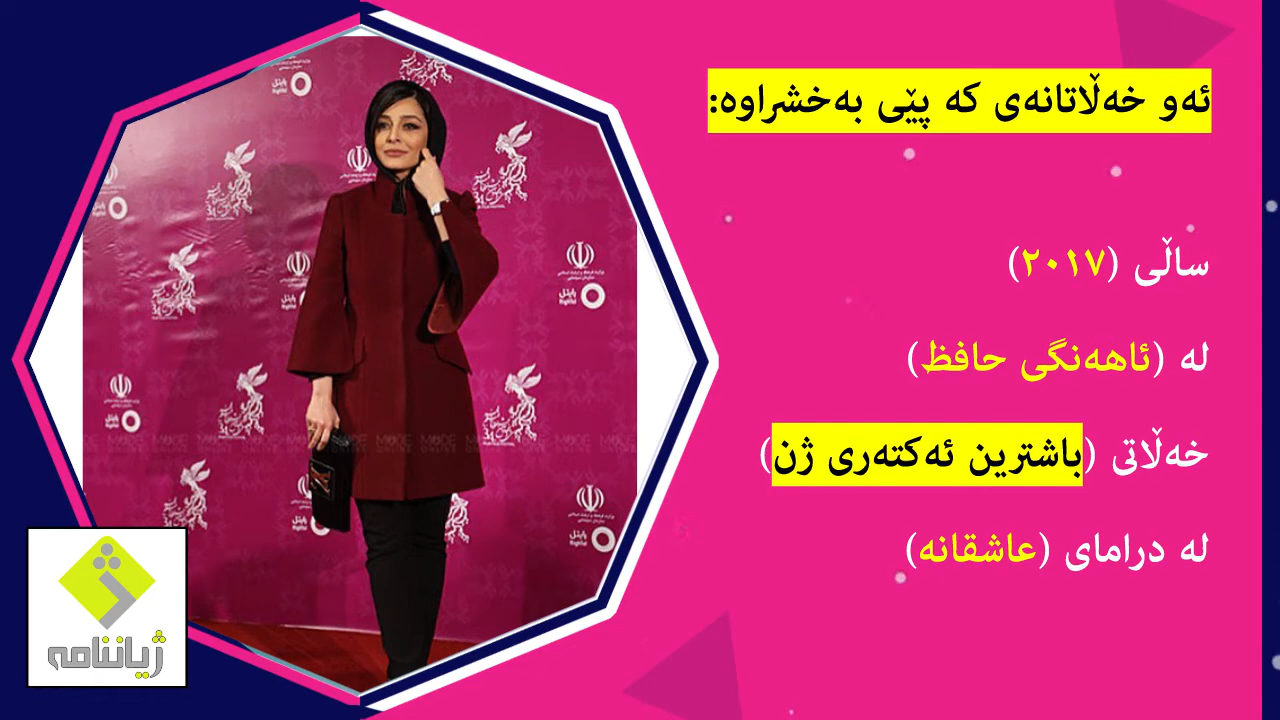 ئەو خەڵاتانەی کە پێی بەخشراوە:
ساڵی (٢٠١٧)
لە (ئاهەنگی حافظ)
خەڵاتی (باشترین ئەکتەری ژن)
لە درامای (عاشقانە)
ژیاننامە